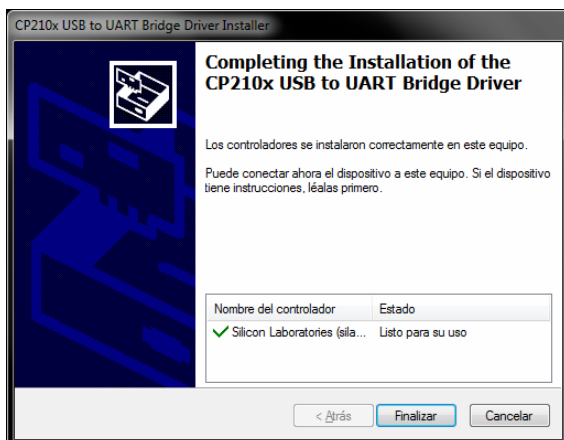 CP210x USB to UART Bridge Driver Installer
Completing the Installation of the
CP210x USB to UART Bridge Driver
Los controladores se instalaron correctamente en este equipo.
Puede conectar ahora el dispositivo a este equipo. Si el dispositivo
tiene instrucciones, léalas primero.
Nombre del controlador Estado
Silicon Laboratories (sila... Listo para su uso
< Atrás Finalizar Cancelar